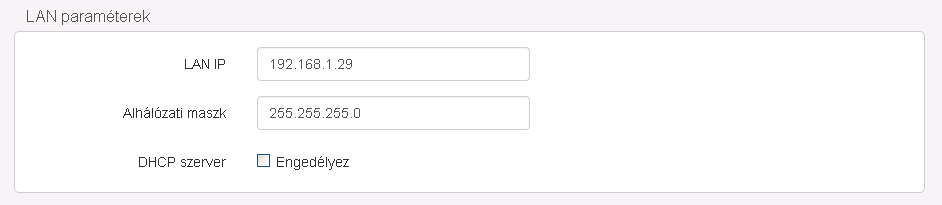 LAN paraméterek
LAN IP 192.168.1.29
Alhálózati maszk 255.255.255.0
DHCP szerver Engedélyez